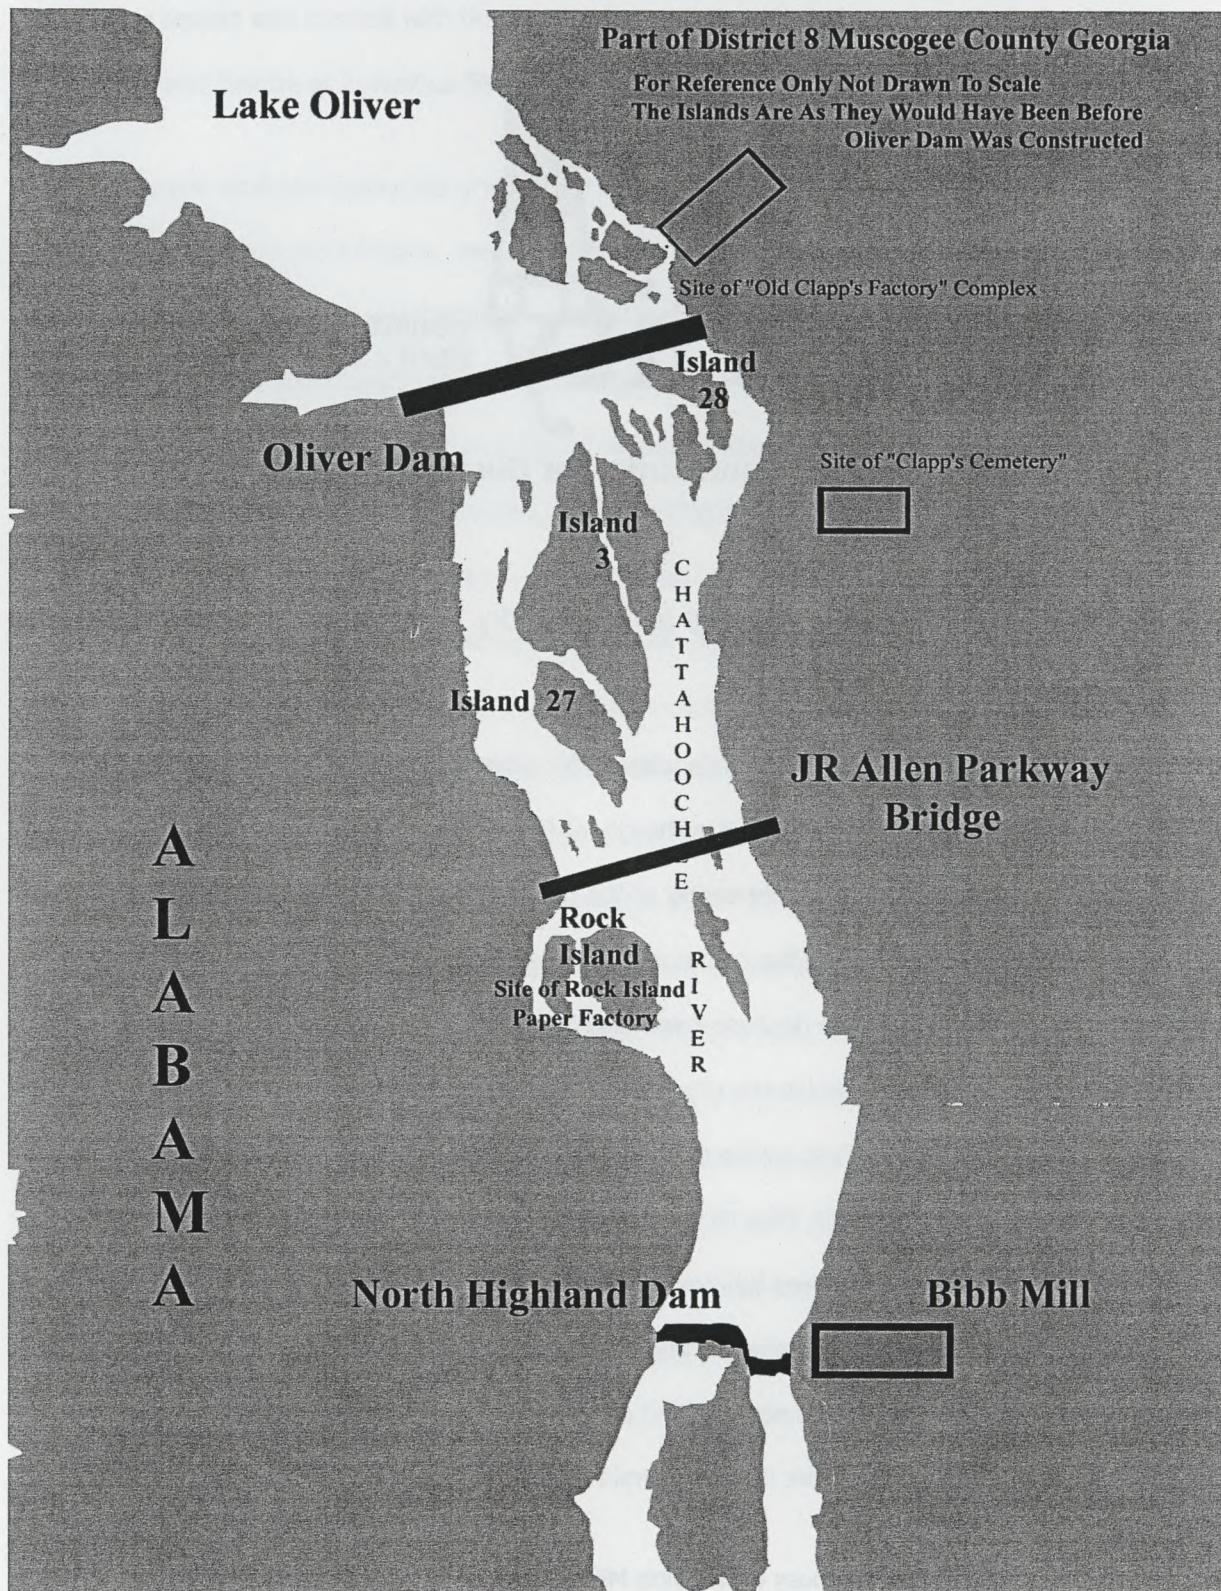 Part of District 8 Muscogee County Georgia
For Reference Only Not Drawn To Scale
The Islands Are As They Would Have Been Before
Oliver Dam Was Constructed
Lake Oliver
Site of "Old Clapp's Factory" Complex
Island
28
Oliver Dam
Site of "Clapp's Cemetery"
Island
3
CHATTAHOOCHEE
Island 27
JR Allen Parkway
Bridge
ALABAMA
Rock
Island
Site of Rock Island
Paper Factory
RIVER
North Highland Dam
Bibb Mill